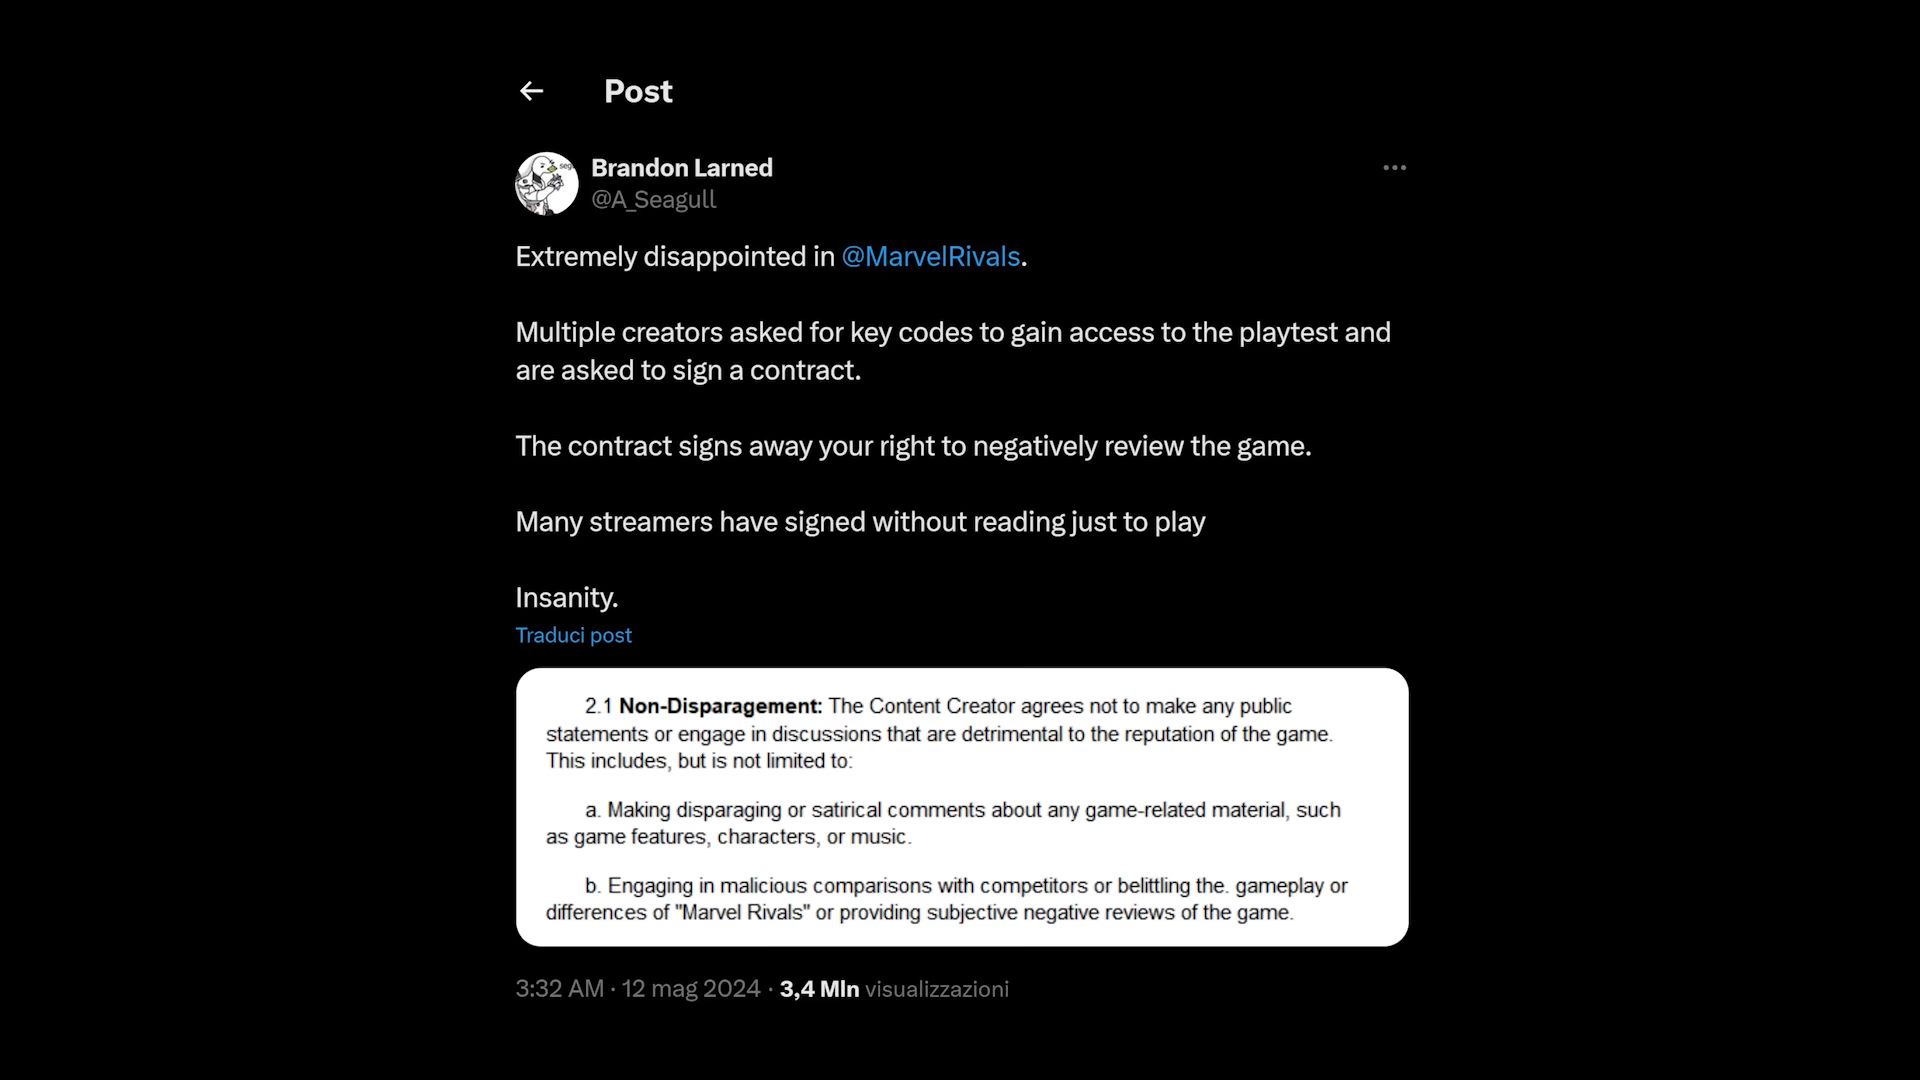 Post
Brandon Larned
@A_Seagull
Extremely disappointed in @MarvelRivals.
Multiple creators asked for key codes to gain access to the playtest and
are asked to sign a contract.
The contract signs away your right to negatively review the game.
Many streamers have signed without reading just to play
Insanity.
Traduci post
2.1 Non-Disparagement: The Content Creator agrees not to make any public
statements or engage in discussions that are detrimental to the reputation of the game.
This includes, but is not limited to:
a. Making disparaging or satirical comments about any game-related material, such
as game features, characters, or music.
b. Engaging in malicious comparisons with competitors or belittling the. gameplay or
differences of "Marvel Rivals" or providing subjective negative reviews of the game.
3:32 AM · 12 mag 2024 · 3,4 Mln visualizzazioni